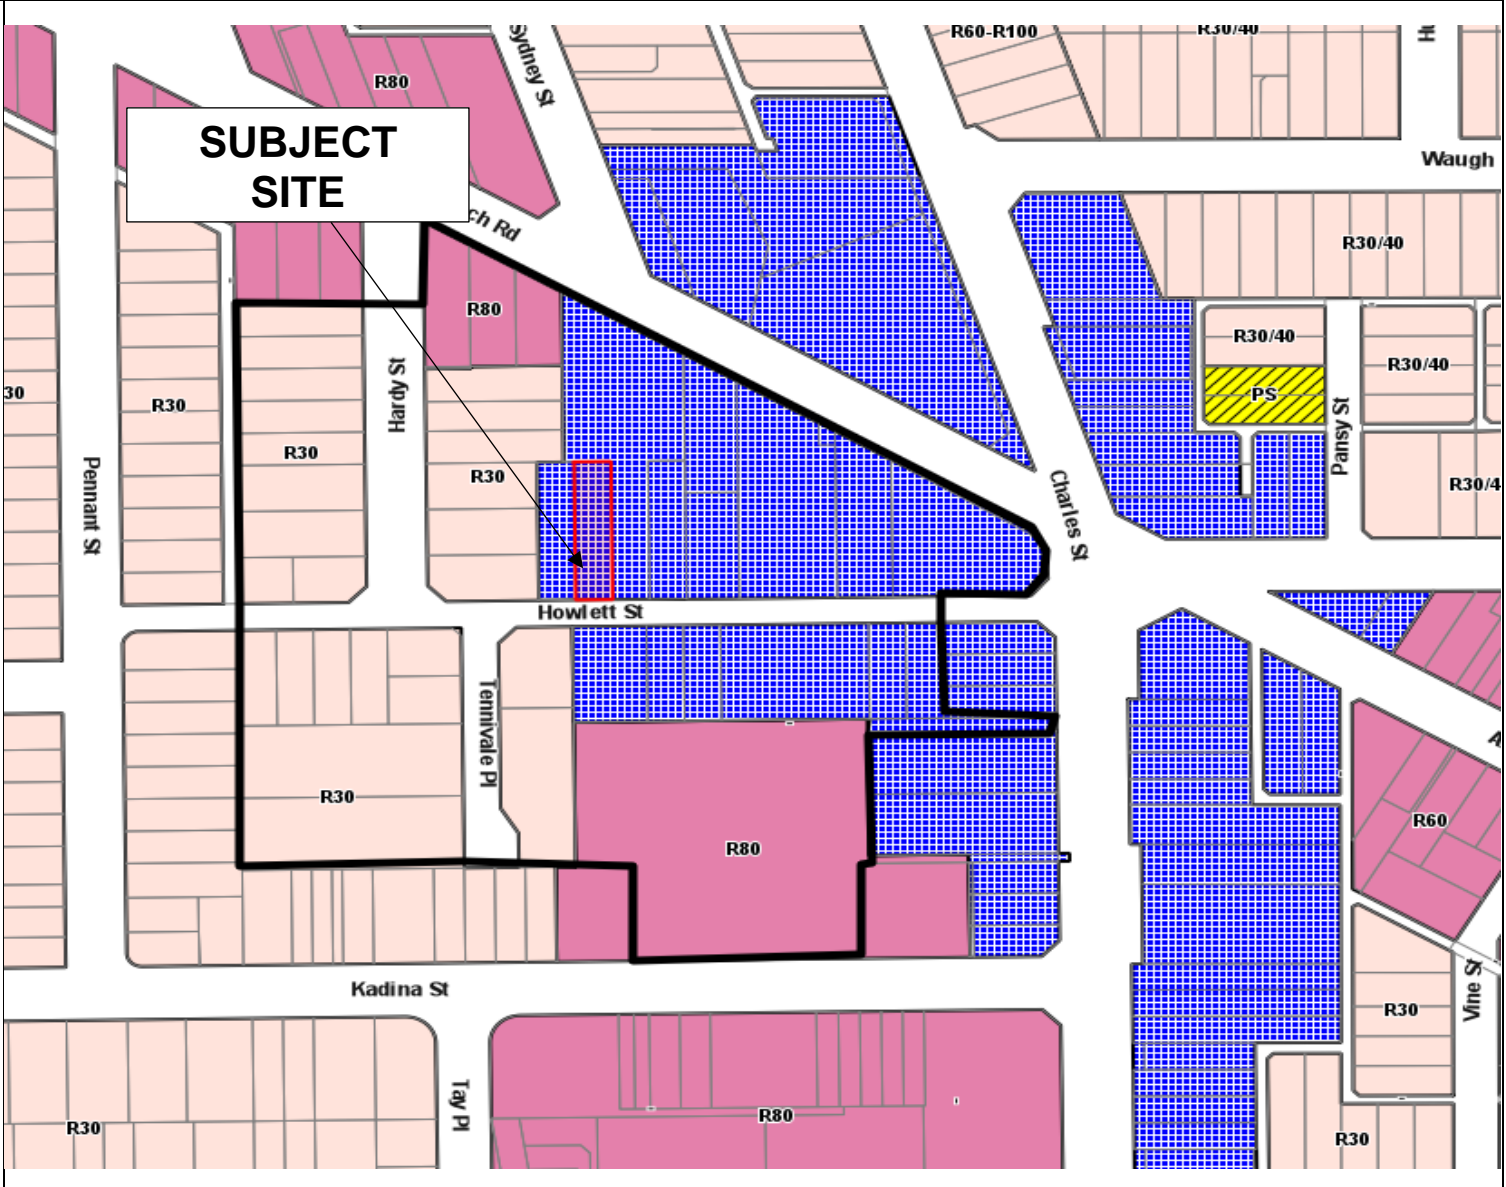 R60-R100
R30/40
Sydney St
R80
SUBJECT
SITE
Waugh
ch Rd
R30/40
R80
R30/40
R30/40
PS
30
R30
Hardy St
R30
R30
Pansy St
R30/4
Pennant St
Charles St
Howlett St
Tennivale Pl
R30
R80
R60
Kadina St
Vine St
R30
Tay Pl
R80
R30
R30